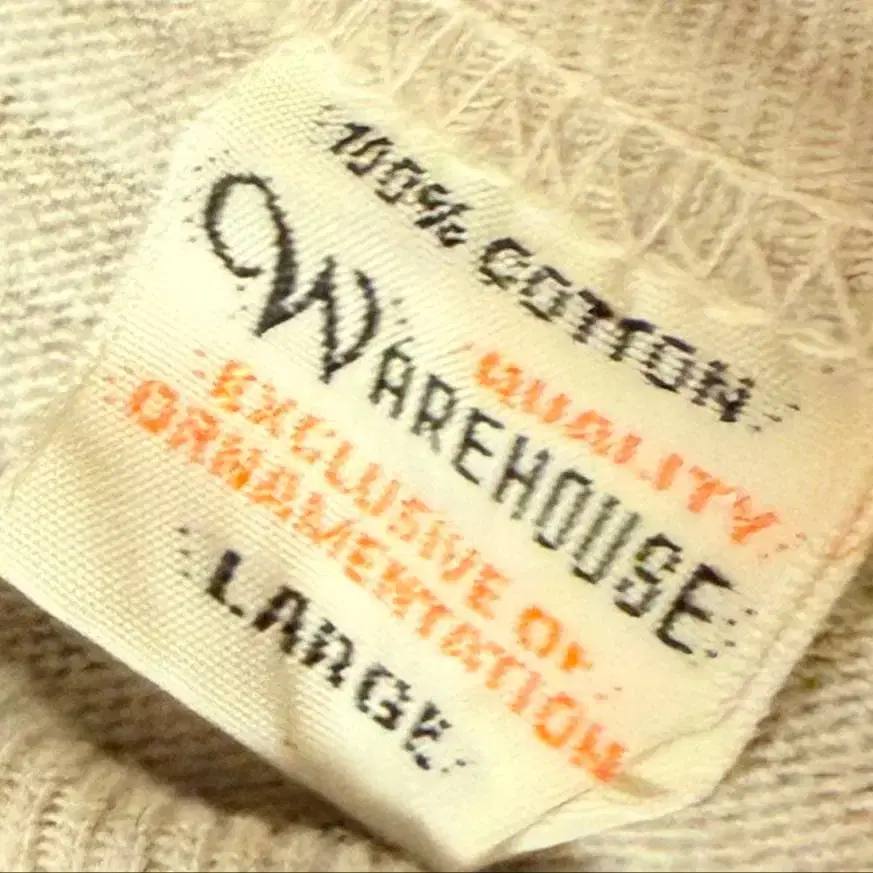 100% COTTON
QUALITY
WAREHOUSE
EXCLUSIVE OF
ORNAMENTATION
LARGE